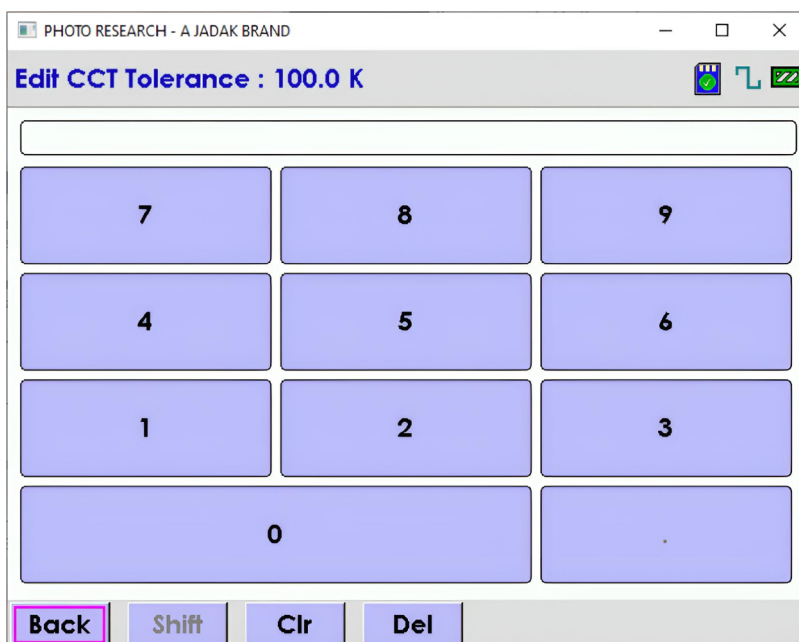 PHOTO RESEARCH - A JADAK BRAND
Edit CCT Tolerance : 100.0 K
7 8 9
4 5 6
1 2 3
0 .
Back Shift Clr Del